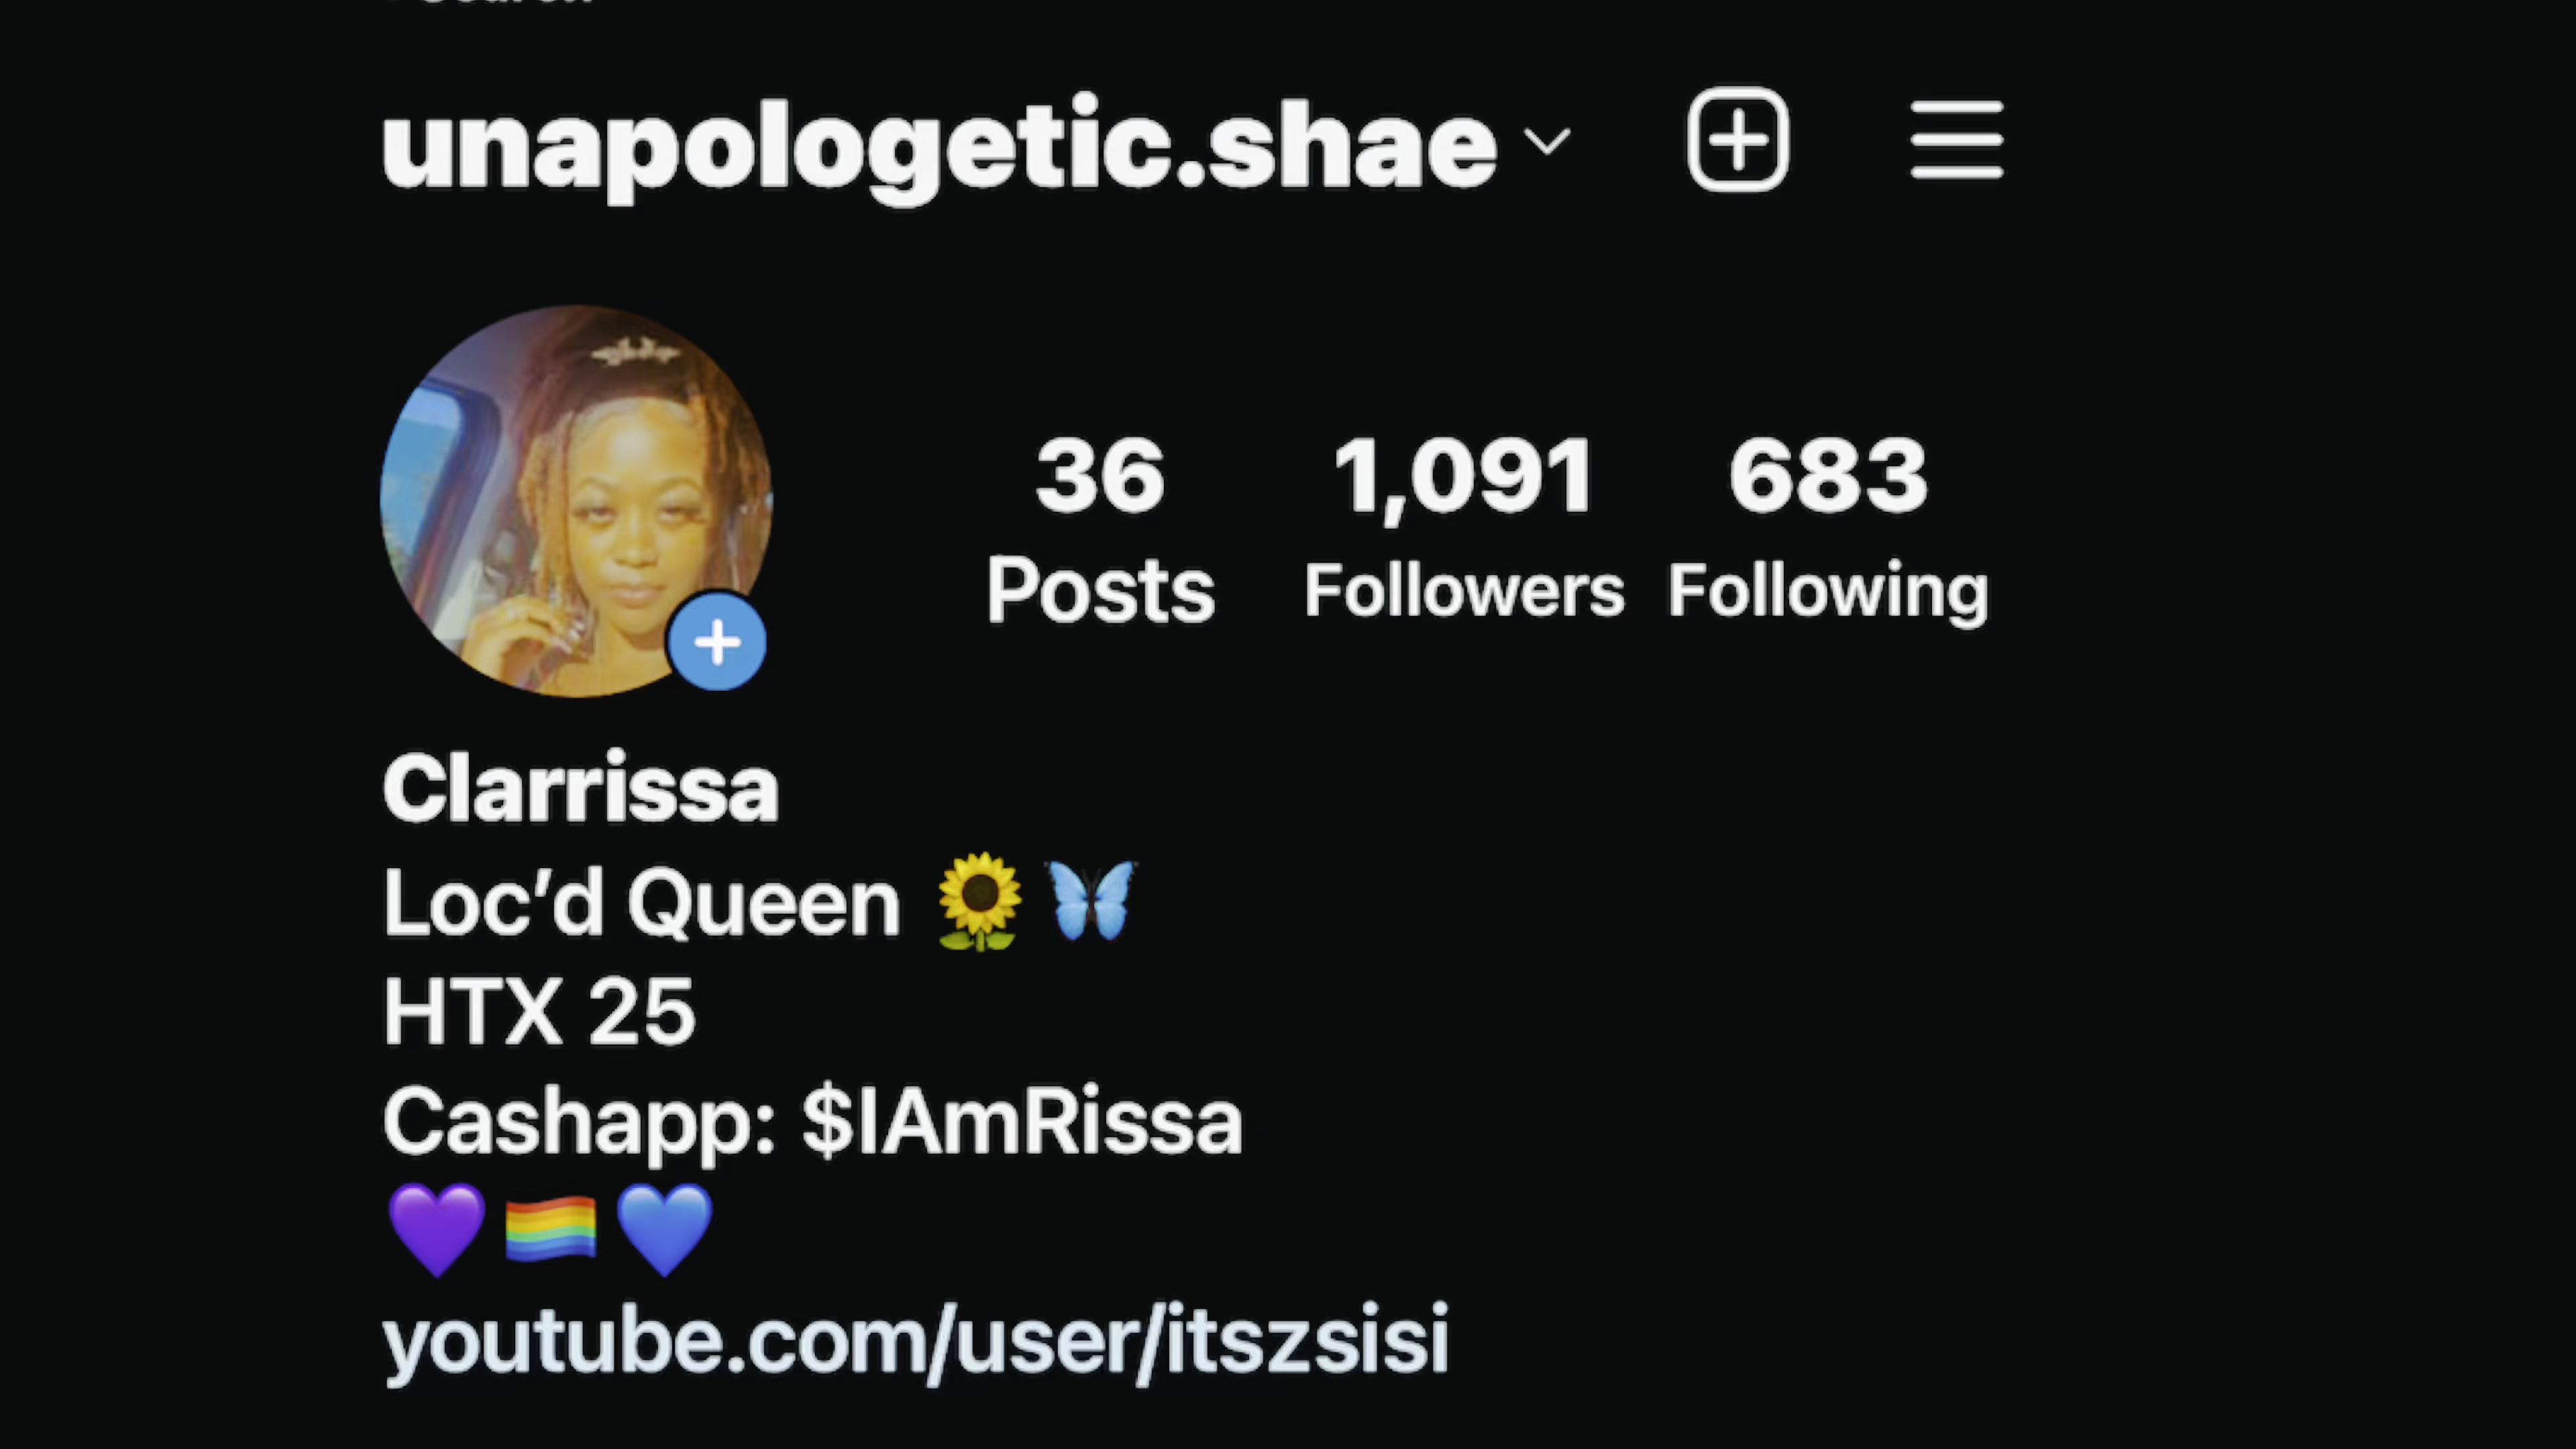 unapologetic.shae
36 1,091 683
Posts Followers Following
Clarrissa
Loc’d Queen 🌻🦋
HTX 25
Cashapp: $IAmRissa
💜🏳️‍🌈💙
youtube.com/user/itszsisi